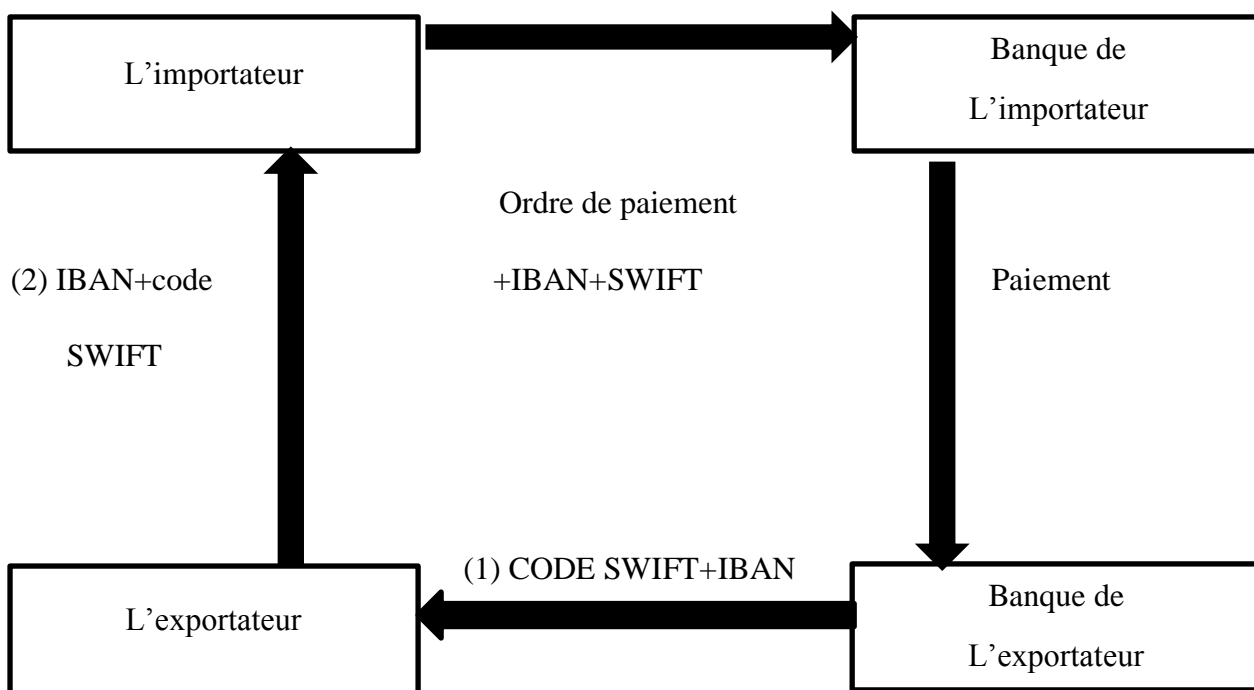 L’importateur
Banque de
L’importateur
Ordre de paiement
+IBAN+SWIFT
(2) IBAN+code
SWIFT
Paiement
(1) CODE SWIFT+IBAN
L’exportateur
Banque de
L’exportateur